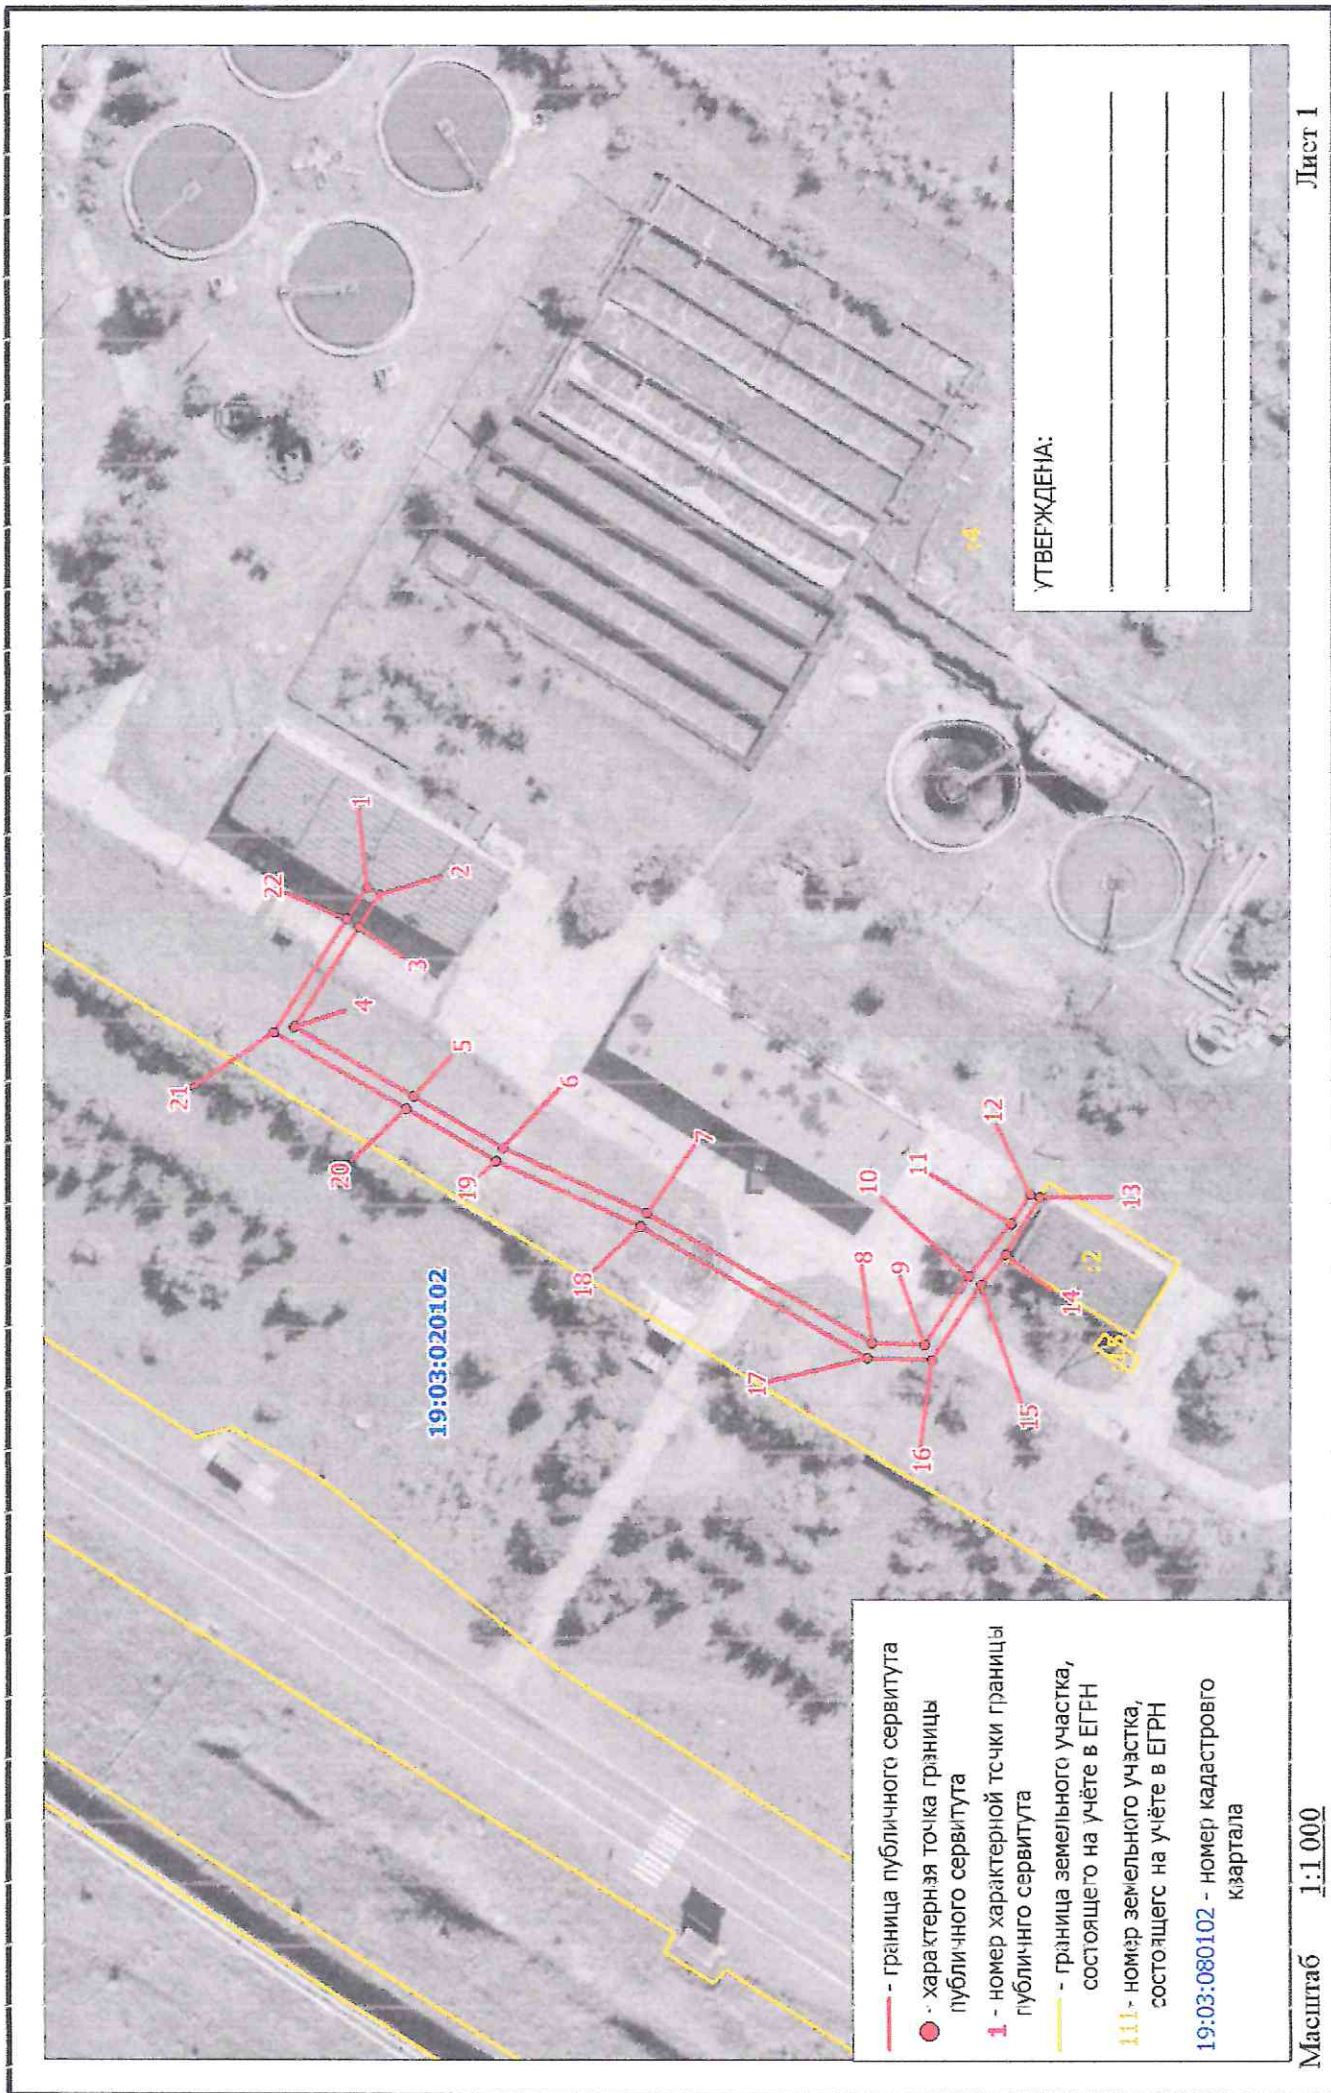 21
22
1
2
3
4
20
5
19
6
18
7
19:03:020102
17
8
9
10
11
12
13
14
15
16
:2
:4
УТВЕРЖДЕНА:
- граница публичного сервитута
- характерная точка границы
публичного сервитута
1 - номер характерной точки границы
публичнго сервитута
- граница земельного участка,
состоящего на учёте в ЕГРН
111 - номер земельного участка,
состоящегс на учёте в ЕГРН
19:03:080102 - номер кадастровго
квартала
Масштаб 1:1 000
Лист 1